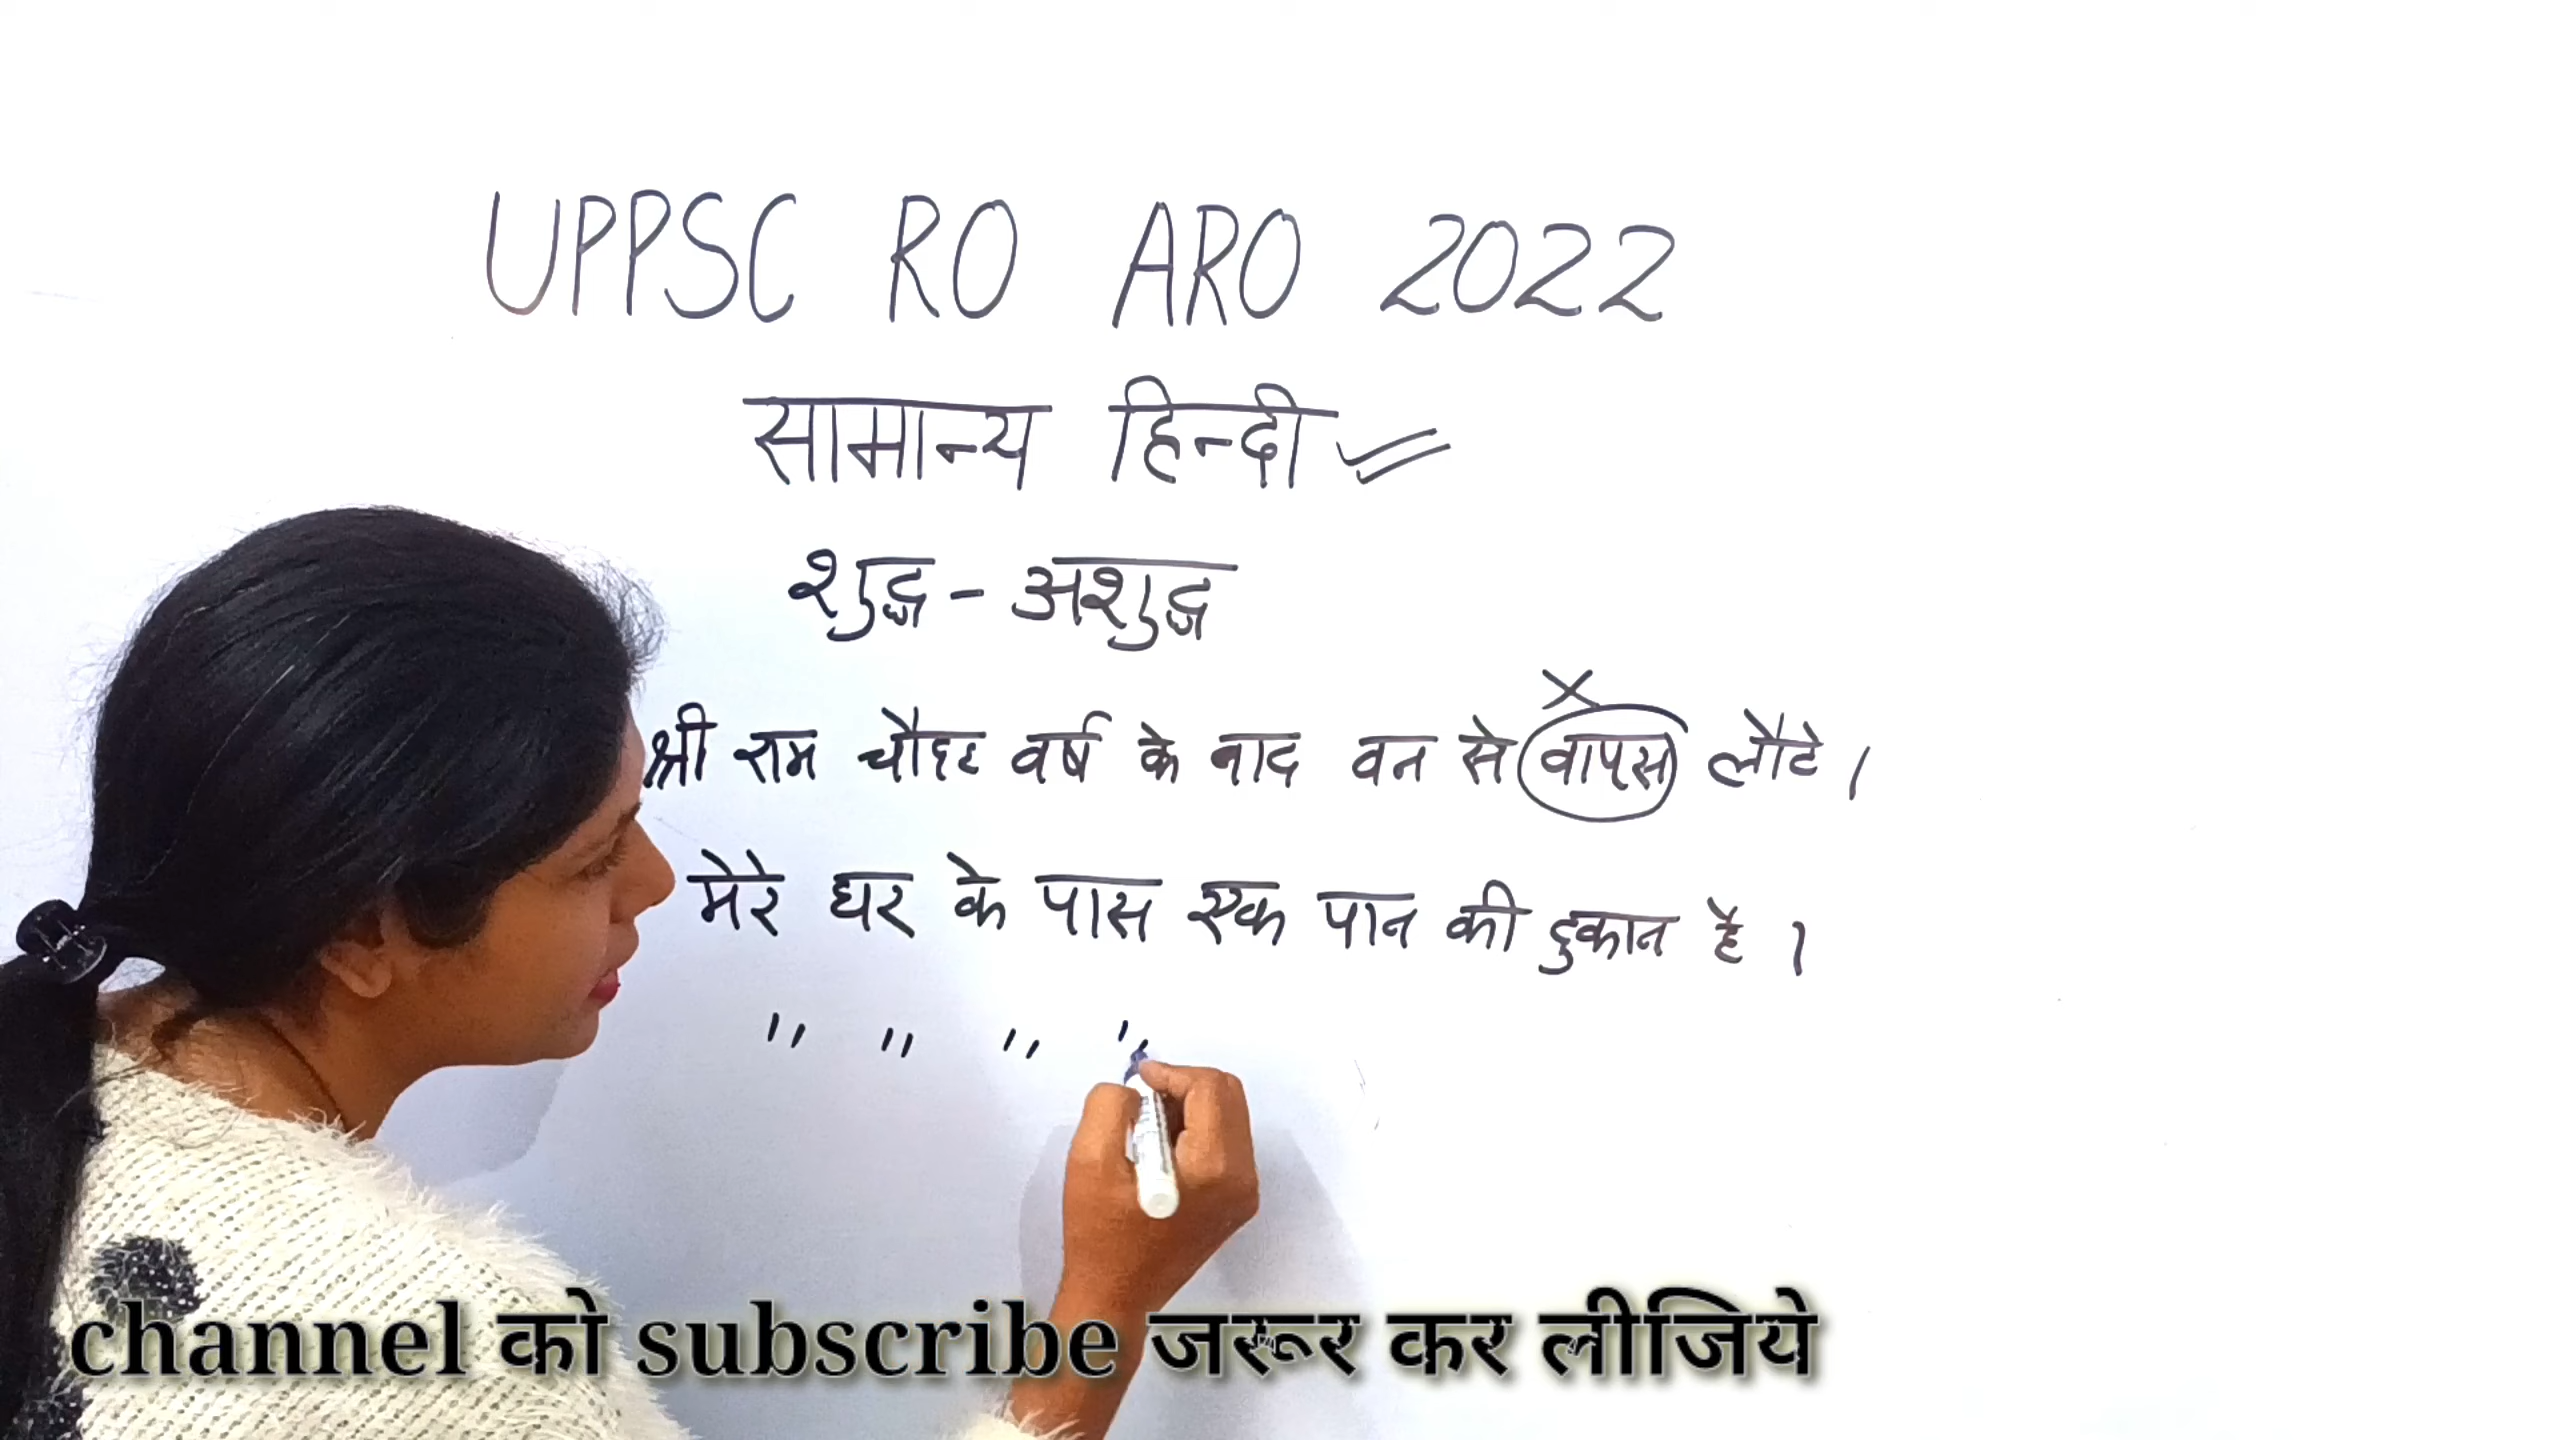 UPPSC RO ARO 2022
सामान्य हिन्दी
शुद्ध - अशुद्ध
श्री राम चौदह वर्ष के बाद वन से वापस लौटे ।
मेरे घर के पास एक पान की दुकान है ।
" " " "
channel को subscribe जरूर कर लीजिये